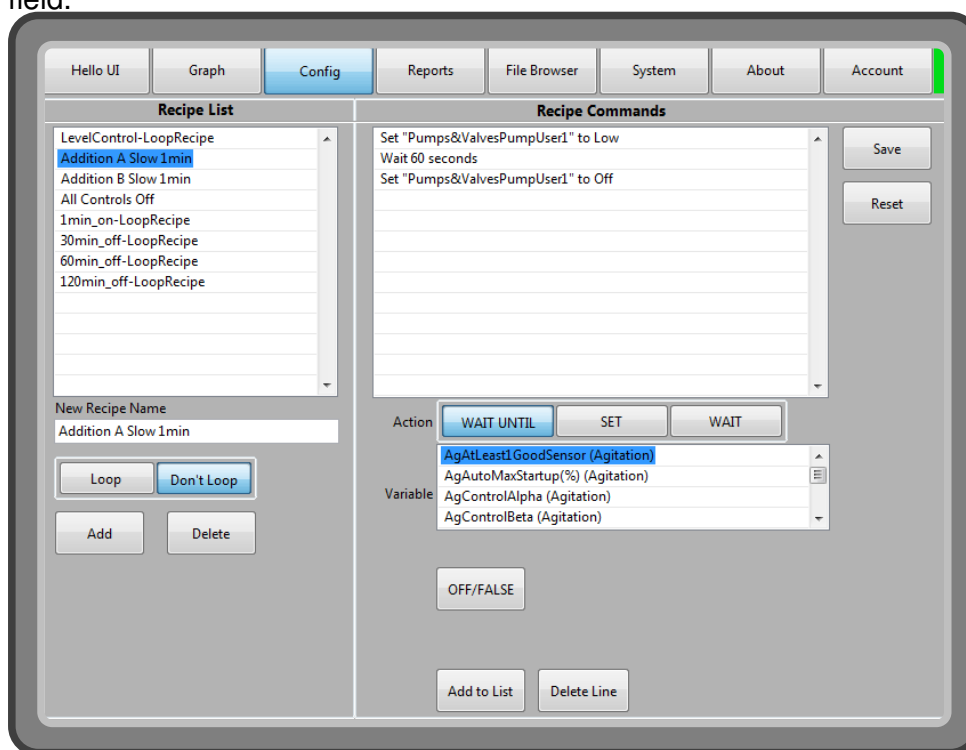 field.
Hello UI Graph Config Reports File Browser System About Account
Recipe List
LevelControl-LoopRecipe
Addition A Slow 1min
Addition B Slow 1min
All Controls Off
1min_on-LoopRecipe
30min_off-LoopRecipe
60min_off-LoopRecipe
120min_off-LoopRecipe
New Recipe Name
Addition A Slow 1min
Loop Don't Loop
Add Delete
Recipe Commands
Set "Pumps&ValvesPumpUser1" to Low
Wait 60 seconds
Set "Pumps&ValvesPumpUser1" to Off
Save
Reset
Action WAIT UNTIL SET WAIT
Variable
AgAtLeast1GoodSensor (Agitation)
AgAutoMaxStartup(%) (Agitation)
AgControlAlpha (Agitation)
AgControlBeta (Agitation)
OFF/FALSE
Add to List Delete Line